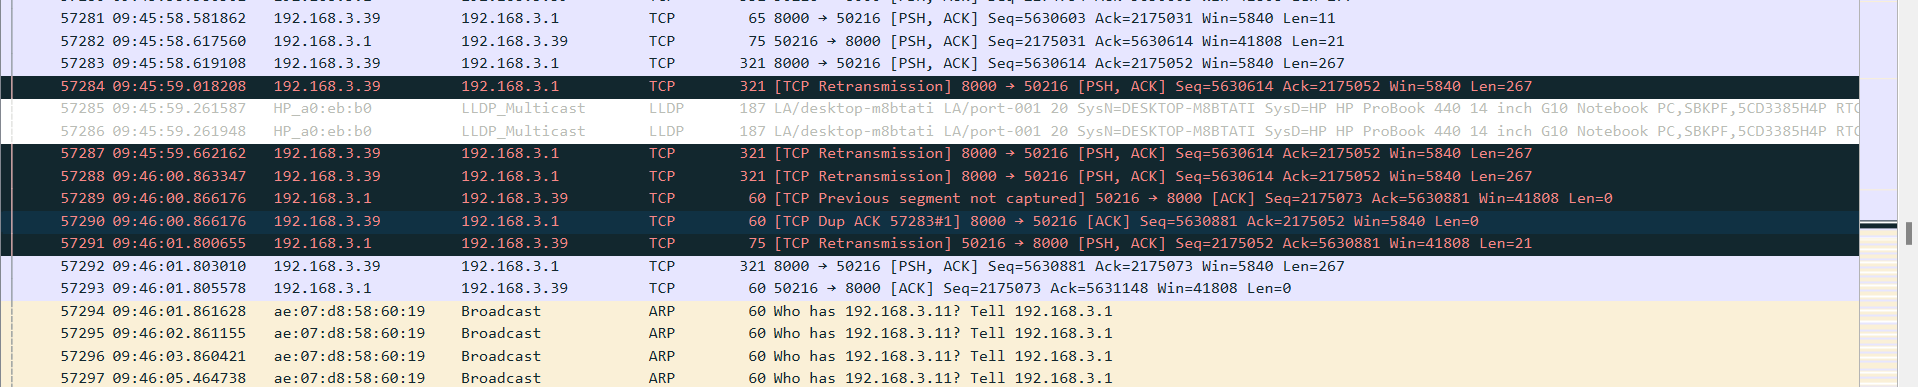 57281 09:45:58.581862 192.168.3.39 192.168.3.1 TCP 65 8000 → 50216 [PSH, ACK] Seq=5630603 Ack=2175031 Win=5840 Len=11
57282 09:45:58.617560 192.168.3.1 192.168.3.39 TCP 75 50216 → 8000 [PSH, ACK] Seq=2175031 Ack=5630614 Win=41808 Len=21
57283 09:45:58.619108 192.168.3.39 192.168.3.1 TCP 321 8000 → 50216 [PSH, ACK] Seq=5630614 Ack=2175052 Win=5840 Len=267
57284 09:45:59.018208 192.168.3.39 192.168.3.1 TCP 321 [TCP Retransmission] 8000 → 50216 [PSH, ACK] Seq=5630614 Ack=2175052 Win=5840 Len=267
57285 09:45:59.261587 HP_a0:eb:b0 LLDP_Multicast LLDP 187 LA/desktop-m8btati LA/port-001 20 SysN=DESKTOP-M8BTATI SysD=HP HP ProBook 440 14 inch G10 Notebook PC,SBKPF,5CD3385H4P RTC
57286 09:45:59.261948 HP_a0:eb:b0 LLDP_Multicast LLDP 187 LA/desktop-m8btati LA/port-001 20 SysN=DESKTOP-M8BTATI SysD=HP HP ProBook 440 14 inch G10 Notebook PC,SBKPF,5CD3385H4P RTC
57287 09:45:59.662162 192.168.3.39 192.168.3.1 TCP 321 [TCP Retransmission] 8000 → 50216 [PSH, ACK] Seq=5630614 Ack=2175052 Win=5840 Len=267
57288 09:46:00.863347 192.168.3.39 192.168.3.1 TCP 321 [TCP Retransmission] 8000 → 50216 [PSH, ACK] Seq=5630614 Ack=2175052 Win=5840 Len=267
57289 09:46:00.866176 192.168.3.1 192.168.3.39 TCP 60 [TCP Previous segment not captured] 50216 → 8000 [ACK] Seq=2175073 Ack=5630881 Win=41808 Len=0
57290 09:46:00.866176 192.168.3.39 192.168.3.1 TCP 60 [TCP Dup ACK 57283#1] 8000 → 50216 [ACK] Seq=5630881 Ack=2175052 Win=5840 Len=0
57291 09:46:01.800655 192.168.3.1 192.168.3.39 TCP 75 [TCP Retransmission] 50216 → 8000 [PSH, ACK] Seq=2175052 Ack=5630881 Win=41808 Len=21
57292 09:46:01.803010 192.168.3.39 192.168.3.1 TCP 321 8000 → 50216 [PSH, ACK] Seq=5630881 Ack=2175073 Win=5840 Len=267
57293 09:46:01.805578 192.168.3.1 192.168.3.39 TCP 60 50216 → 8000 [ACK] Seq=2175073 Ack=5631148 Win=41808 Len=0
57294 09:46:01.861628 ae:07:d8:58:60:19 Broadcast ARP 60 Who has 192.168.3.11? Tell 192.168.3.1
57295 09:46:02.861155 ae:07:d8:58:60:19 Broadcast ARP 60 Who has 192.168.3.11? Tell 192.168.3.1
57296 09:46:03.860421 ae:07:d8:58:60:19 Broadcast ARP 60 Who has 192.168.3.11? Tell 192.168.3.1
57297 09:46:05.464738 ae:07:d8:58:60:19 Broadcast ARP 60 Who has 192.168.3.11? Tell 192.168.3.1